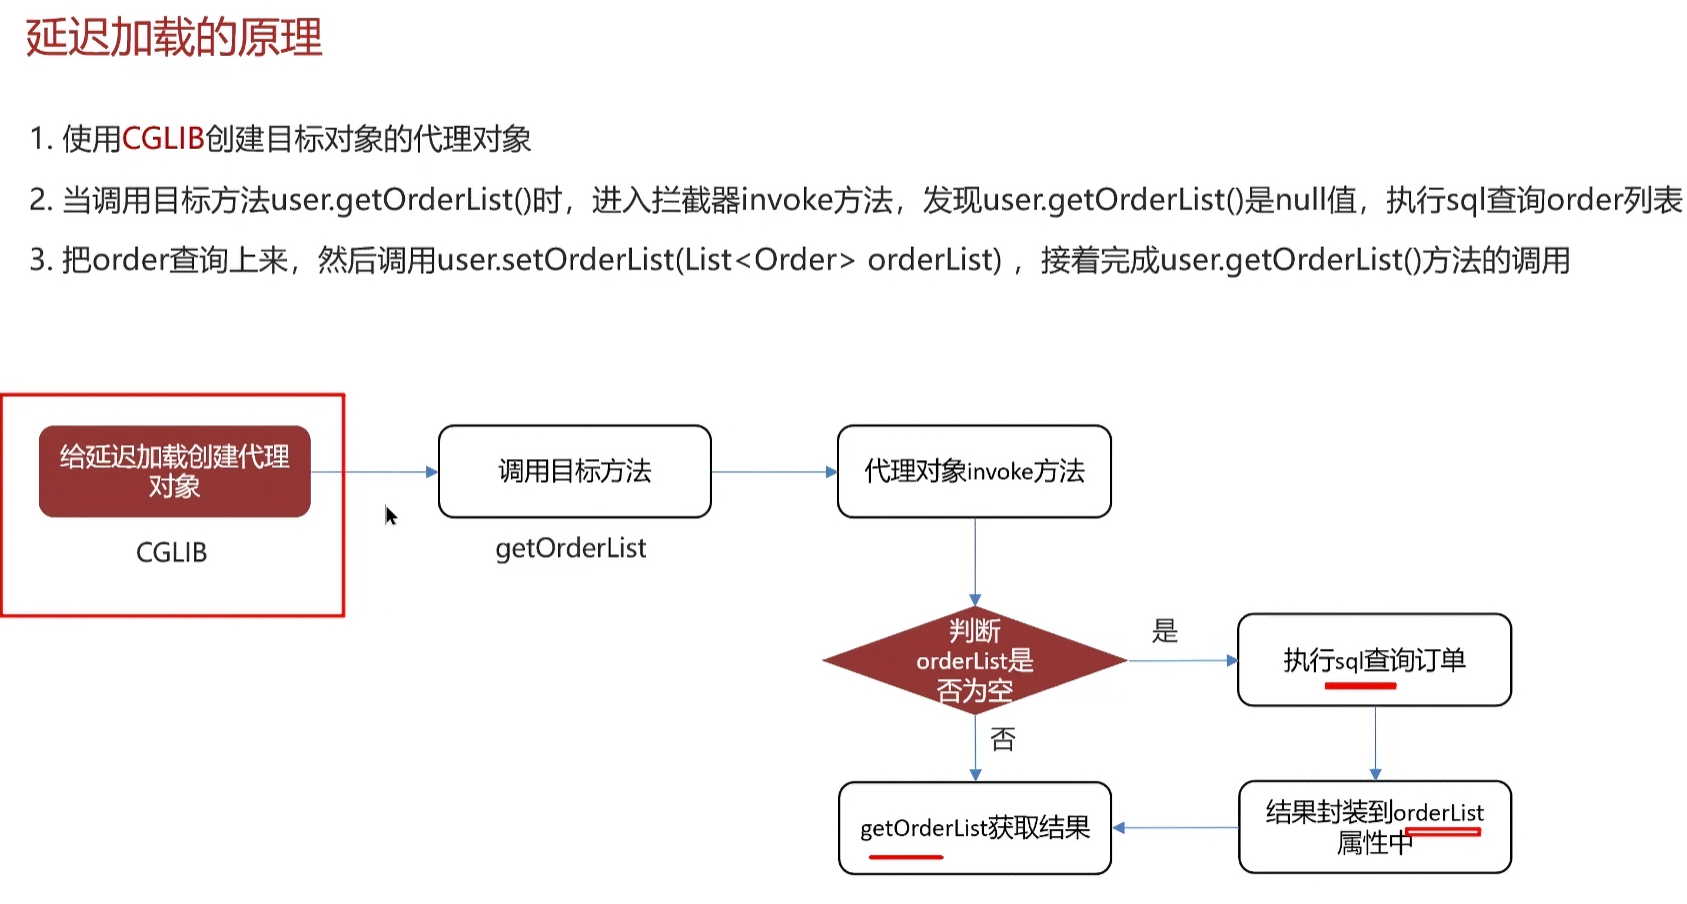 延迟加载的原理
1. 使用CGLIB创建目标对象的代理对象
2. 当调用目标方法user.getOrderList()时，进入拦截器invoke方法，发现user.getOrderList()是null值，执行sql查询order列表
3. 把order查询上来，然后调用user.setOrderList(List<Order> orderList) ，接着完成user.getOrderList()方法的调用
给延迟加载创建代理
对象
CGLIB
调用目标方法
getOrderList
代理对象invoke方法
判断
orderList是
否为空
是
执行sql查询订单
否
结果封装到orderList
属性中
getOrderList获取结果